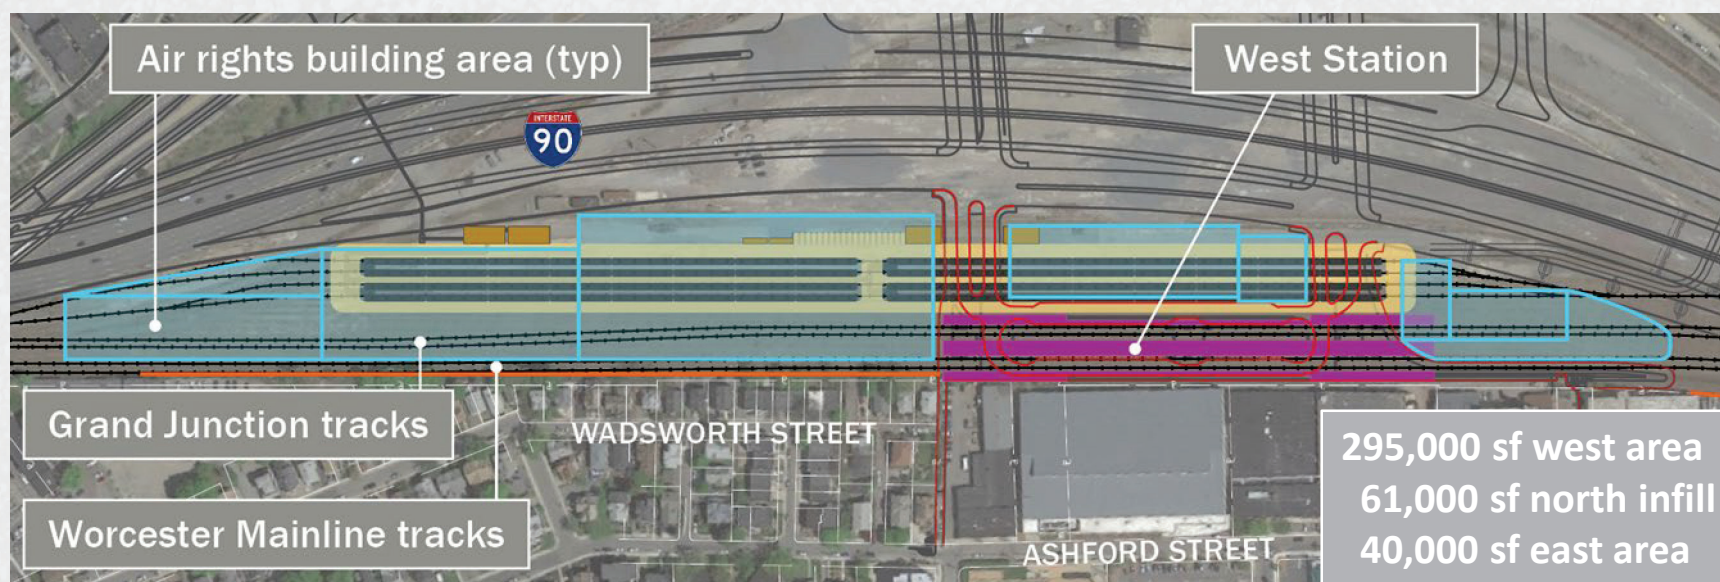 Air rights building area (typ)
West Station
INTERSTATE
90
Grand Junction tracks
WADSWORTH STREET
Worcester Mainline tracks
ASHFORD STREET
295,000 sf west area
61,000 sf north infill
40,000 sf east area